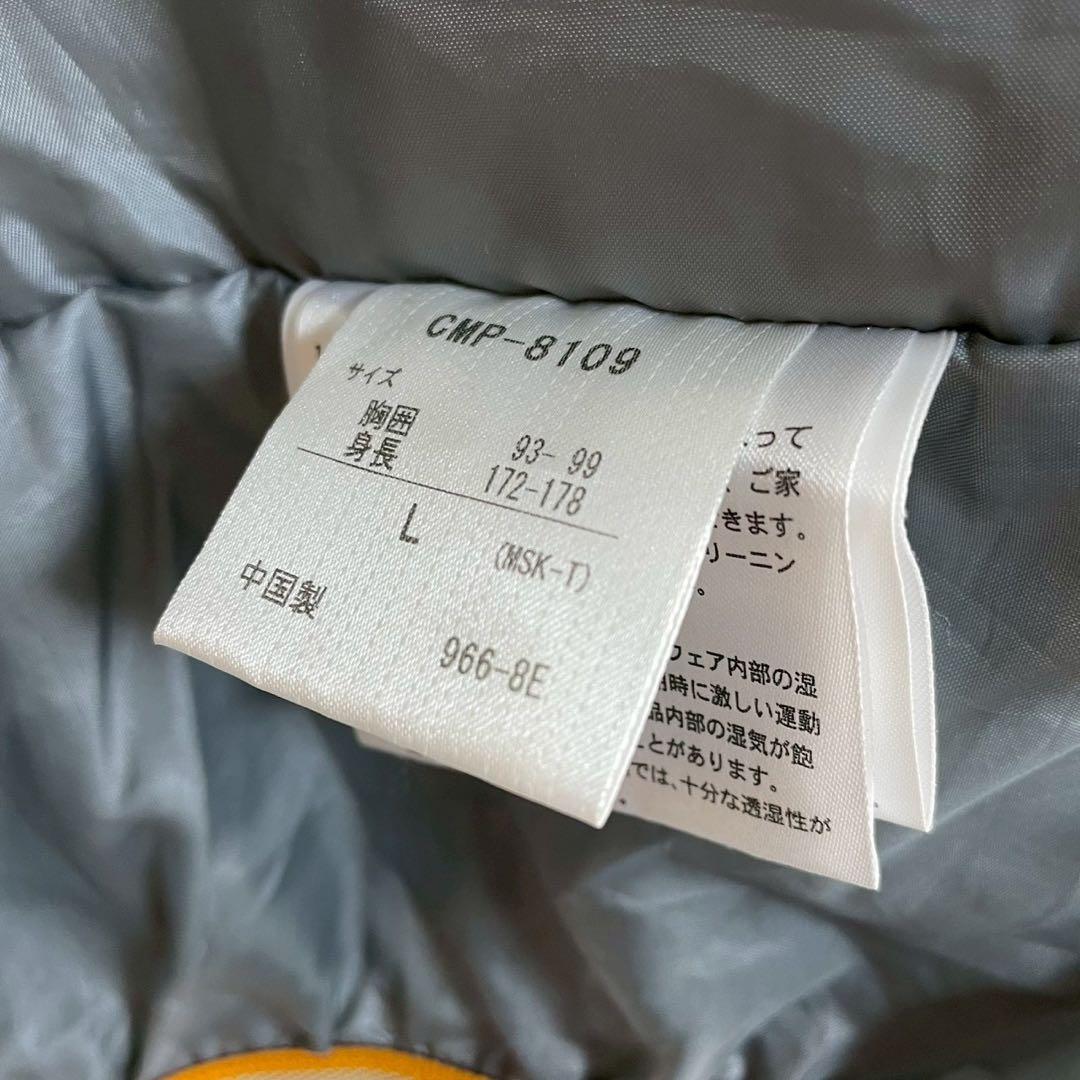 CMP-8109
サイズ
胸囲 93- 99
身長 172-178
L (MSK-T)
中国製
966-8E
って
、ご家
きます。
リーニン
。
ウェア内部の湿
用時に激しい運動
品内部の湿気が飽
ことがあります。
では、十分な透湿性が
。